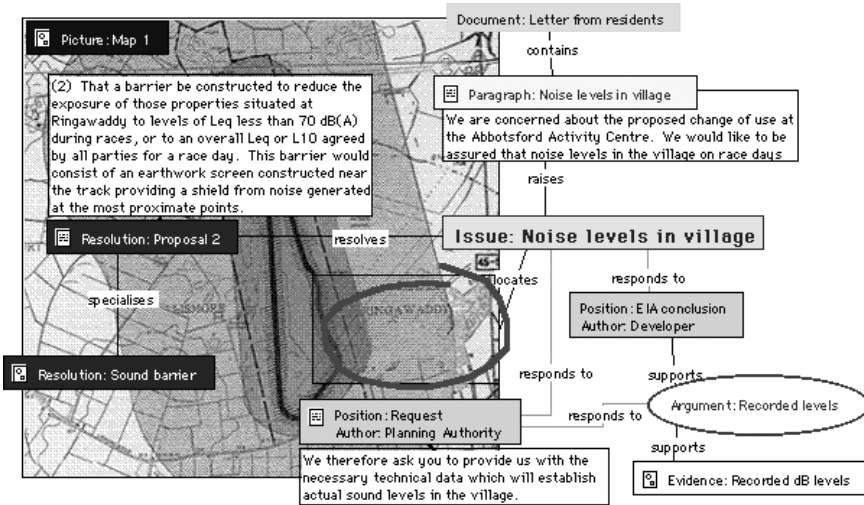 Document: Letter from residents
Picture: Map 1
contains
(2) That a barrier be constructed to reduce the
exposure of those properties situated at
Ringawaddy to levels of Leq less than 70 dB(A)
during races, or to an overall Leq or L10 agreed
by all parties for a race day. This barrier would
consist of an earthwork screen constructed near
the track providing a shield from noise generated
at the most proximate points.
Paragraph: Noise levels in village
We are concerned about the proposed change of use at
the Abbotsford Activity Centre. We would like to be
assured that noise levels in the village on race days
raises
Resolution: Proposal 2
resolves
Issue: Noise levels in village
locates
responds to
specialises
LISMORE
RINGAWADDY
Position: EIA conclusion
Author: Developer
Resolution: Sound barrier
responds to
supports
Position: Request
Author: Planning Authority
responds to
Argument: Recorded levels
supports
We therefore ask you to provide us with the
necessary technical data which will establish
actual sound levels in the village.
Evidence: Recorded dB levels